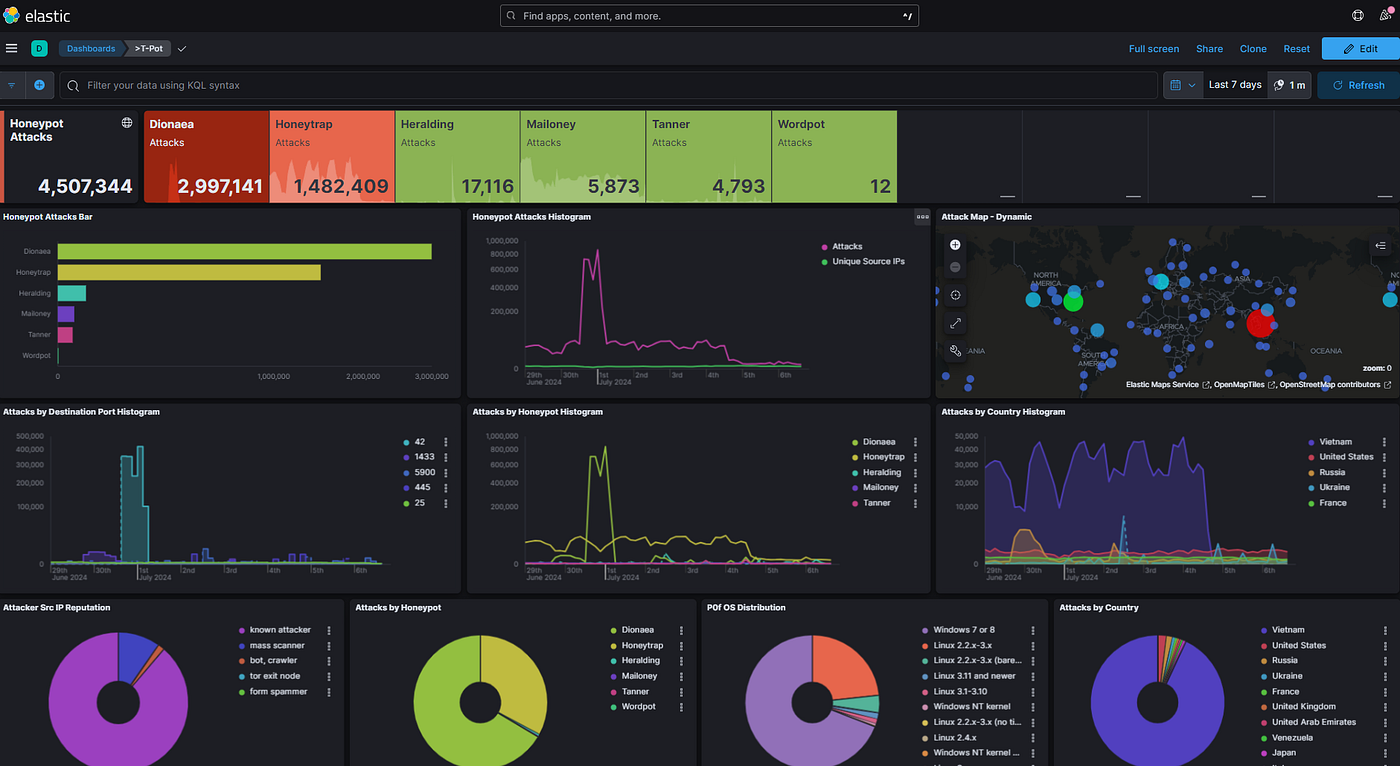 elastic
Find apps, content, and more.
^/
D
Dashboards
>T-Pot
Full screen
Share
Clone
Reset
Edit
Filter your data using KQL syntax
Last 7 days
1 m
Refresh
Honeypot
Attacks
4,507,344
Dionaea
Attacks
2,997,141
Honeytrap
Attacks
1,482,409
Heralding
Attacks
17,116
Mailoney
Attacks
5,873
Tanner
Attacks
4,793
Wordpot
Attacks
12
Honeypot Attacks Bar
Dionaea
Honeytrap
Heralding
Mailoney
Tanner
Wordpot
0
1,000,000
2,000,000
3,000,000
Honeypot Attacks Histogram
1,000,000
800,000
600,000
400,000
200,000
0
29th
30th
1st
2nd
3rd
4th
5th
6th
June 2024
July 2024
Attacks
Unique Source IPs
Attack Map - Dynamic
NORTH
AMERICA
ASIA
AFRICA
SOUTH
AMERICA
OCEANIA
ANIA
NO
A
zoom: 0
Elastic Maps Service
, OpenMapTiles
, OpenStreetMap contributors
Attacks by Destination Port Histogram
500,000
400,000
300,000
200,000
100,000
0
29th
30th
1st
2nd
3rd
4th
5th
6th
June 2024
July 2024
42
1433
5900
445
25
Attacks by Honeypot Histogram
1,000,000
800,000
600,000
400,000
200,000
0
29th
30th
1st
2nd
3rd
4th
5th
6th
June 2024
July 2024
Dionaea
Honeytrap
Heralding
Mailoney
Tanner
Attacks by Country Histogram
50,000
40,000
30,000
20,000
10,000
0
29th
30th
1st
2nd
3rd
4th
5th
6th
June 2024
July 2024
Vietnam
United States
Russia
Ukraine
France
Attacker Src IP Reputation
known attacker
mass scanner
bot, crawler
tor exit node
form spammer
Attacks by Honeypot
Dionaea
Honeytrap
Heralding
Mailoney
Tanner
Wordpot
P0f OS Distribution
Windows 7 or 8
Linux 2.2.x-3.x
Linux 2.2.x-3.x (bare...
Linux 3.11 and newer
Linux 3.1-3.10
Windows NT kernel
Linux 2.2.x-3.x (no ti...
Linux 2.4.x
Windows NT kernel ...
Attacks by Country
Vietnam
United States
Russia
Ukraine
France
United Kingdom
United Arab Emirates
Venezuela
Japan